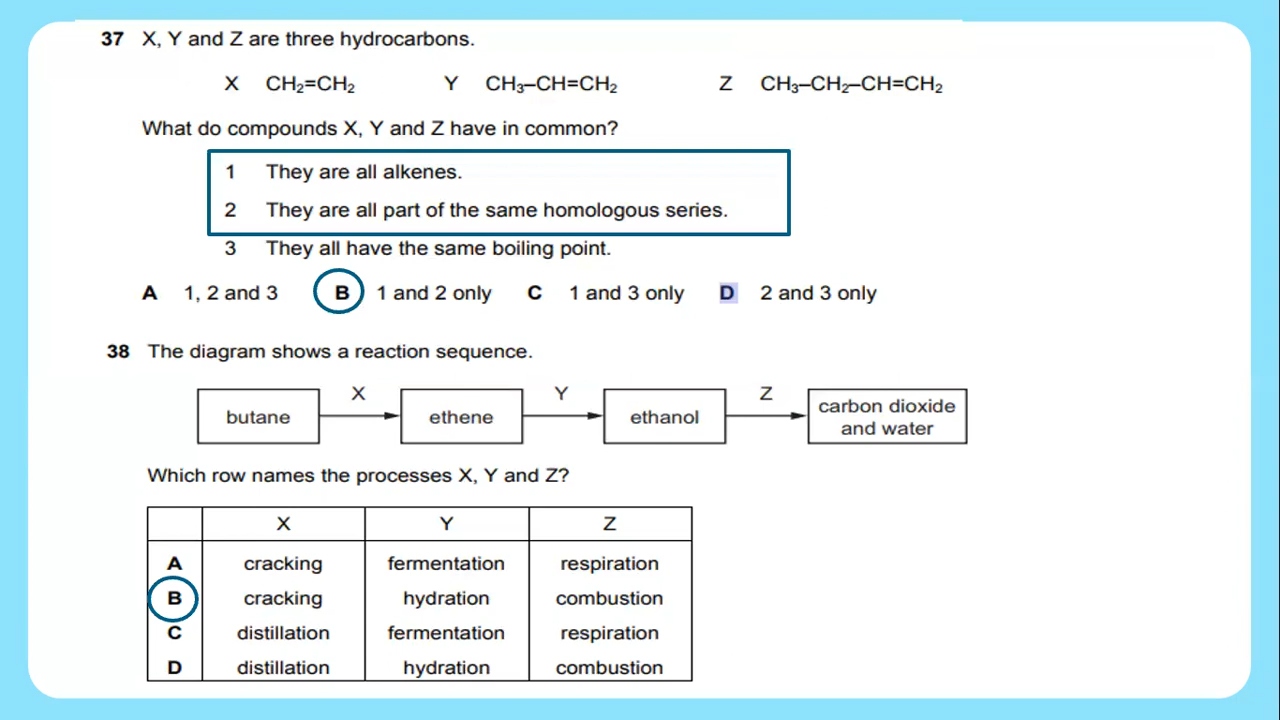 37 X, Y and Z are three hydrocarbons.
X CH₂=CH₂ Y CH₃–CH=CH₂ Z CH₃–CH₂–CH=CH₂
What do compounds X, Y and Z have in common?
1 They are all alkenes.
2 They are all part of the same homologous series.
3 They all have the same boiling point.
A 1, 2 and 3 B 1 and 2 only C 1 and 3 only D 2 and 3 only
38 The diagram shows a reaction sequence.
X Y Z
butane ethene ethanol carbon dioxide
and water
Which row names the processes X, Y and Z?
X Y Z
A cracking fermentation respiration
B cracking hydration combustion
C distillation fermentation respiration
D distillation hydration combustion